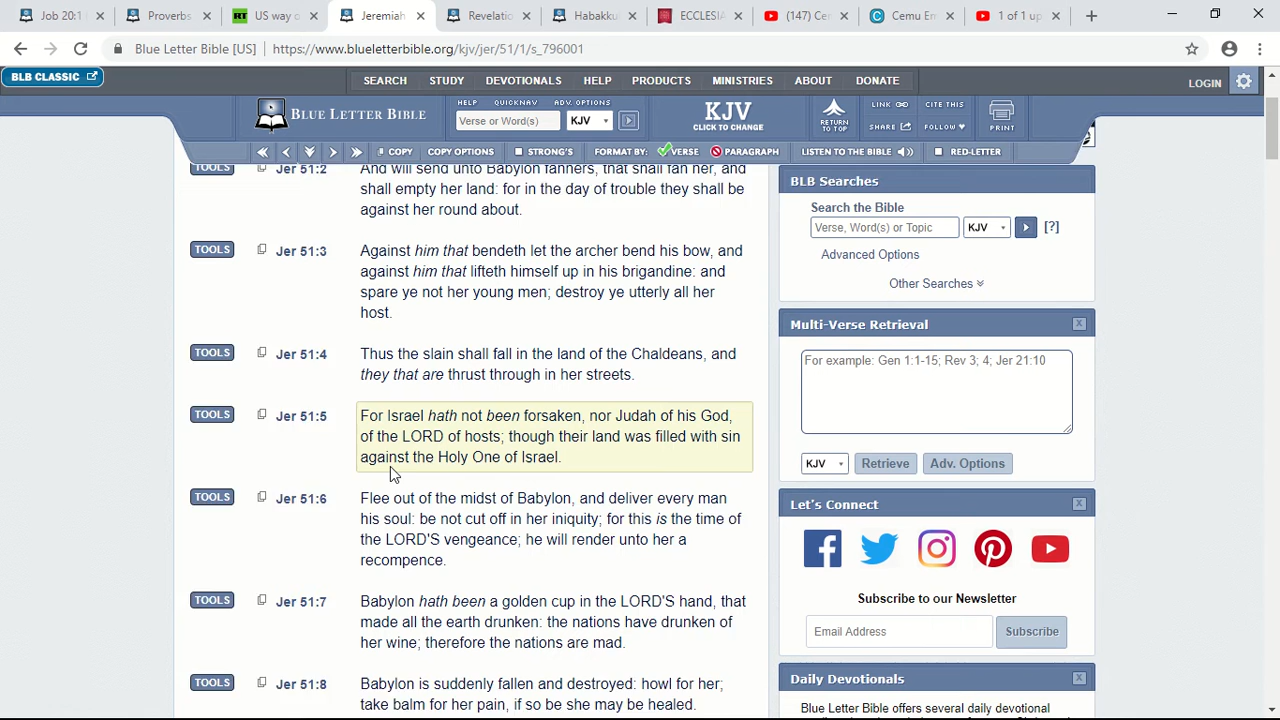 Job 20:1
Proverbs
RT US way o
Jeremiah
Revelatio
Habakku
ECCLESIA
(147) Ce
Cemu En
1 of 1 up
Blue Letter Bible [US] https://www.blueletterbible.org/kjv/jer/51/1/s_796001
BLB CLASSIC
SEARCH STUDY DEVOTIONALS HELP PRODUCTS MINISTRIES ABOUT DONATE
LOGIN
BLUE LETTER BIBLE
HELP QUICKNAV ADV. OPTIONS
Verse or Word(s) KJV
KJV
CLICK TO CHANGE
RETURN TO TOP
LINK CITE THIS
SHARE FOLLOW
PRINT
COPY COPY OPTIONS STRONG'S FORMAT BY: VERSE PARAGRAPH LISTEN TO THE BIBLE RED-LETTER
TOOLS Jer 51:2 And will send unto Babylon fanners, that shall fan her, and
shall empty her land: for in the day of trouble they shall be
against her round about.
TOOLS Jer 51:3 Against him that bendeth let the archer bend his bow, and
against him that lifteth himself up in his brigandine: and
spare ye not her young men; destroy ye utterly all her
host.
TOOLS Jer 51:4 Thus the slain shall fall in the land of the Chaldeans, and
they that are thrust through in her streets.
TOOLS Jer 51:5 For Israel hath not been forsaken, nor Judah of his God,
of the LORD of hosts; though their land was filled with sin
against the Holy One of Israel.
TOOLS Jer 51:6 Flee out of the midst of Babylon, and deliver every man
his soul: be not cut off in her iniquity; for this is the time of
the LORD'S vengeance; he will render unto her a
recompence.
TOOLS Jer 51:7 Babylon hath been a golden cup in the LORD'S hand, that
made all the earth drunken: the nations have drunken of
her wine; therefore the nations are mad.
TOOLS Jer 51:8 Babylon is suddenly fallen and destroyed: howl for her;
take balm for her pain, if so be she may be healed.
BLB Searches
Search the Bible
Verse, Word(s) or Topic KJV [?]
Advanced Options
Other Searches
Multi-Verse Retrieval X
For example: Gen 1:1-15; Rev 3; 4; Jer 21:10
KJV Retrieve Adv. Options
Let's Connect X
Subscribe to our Newsletter
Email Address Subscribe
Daily Devotionals X
Blue Letter Bible offers several daily devotional